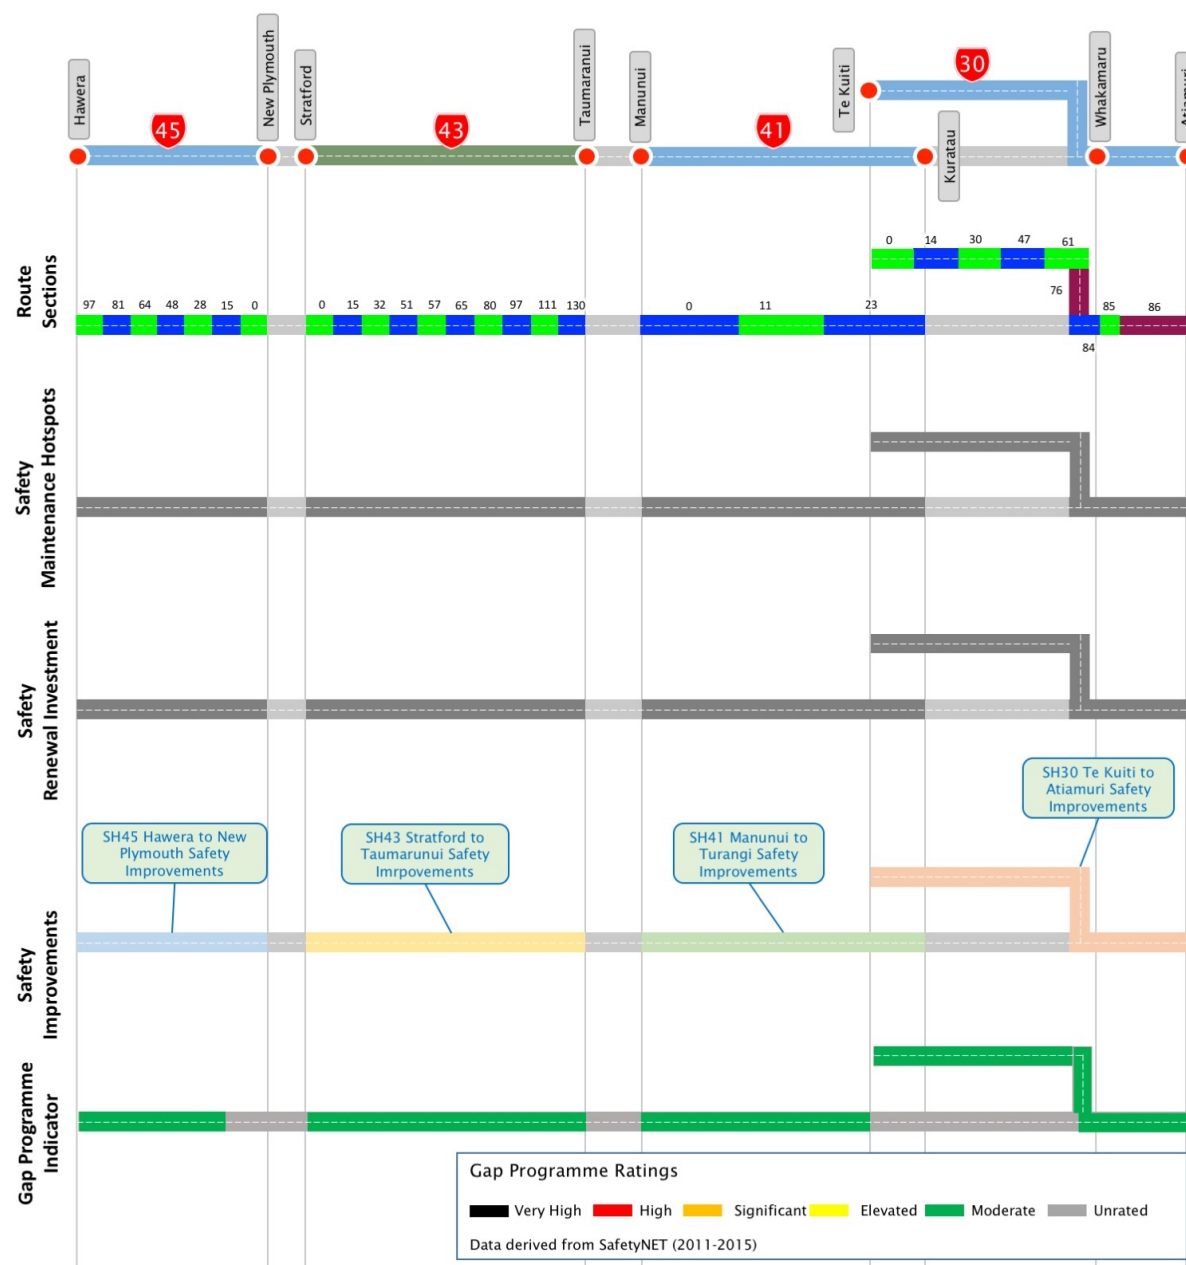 Hawera
New Plymouth
Stratford
Taumaranui
Manunui
Te Kuiti
Kuratau
Whakamaru
45
43
41
30
Route
Sections
97 81 64 48 28 15 0
0 15 32 51 57 65 80 97 111 130
0 11 23
0 14 30 47 61
76
85 86
84
Safety
Maintenance Hotspots
Safety
Renewal Investment
SH30 Te Kuiti to
Atiamuri Safety
Improvements
SH45 Hawera to New
Plymouth Safety
Improvements
SH43 Stratford to
Taumarunui Safety
Imrpovements
SH41 Manunui to
Turangi Safety
Improvements
Safety
Improvements
Gap Programme
Indicator
Gap Programme Ratings
Very High High Significant Elevated Moderate Unrated
Data derived from SafetyNET (2011-2015)